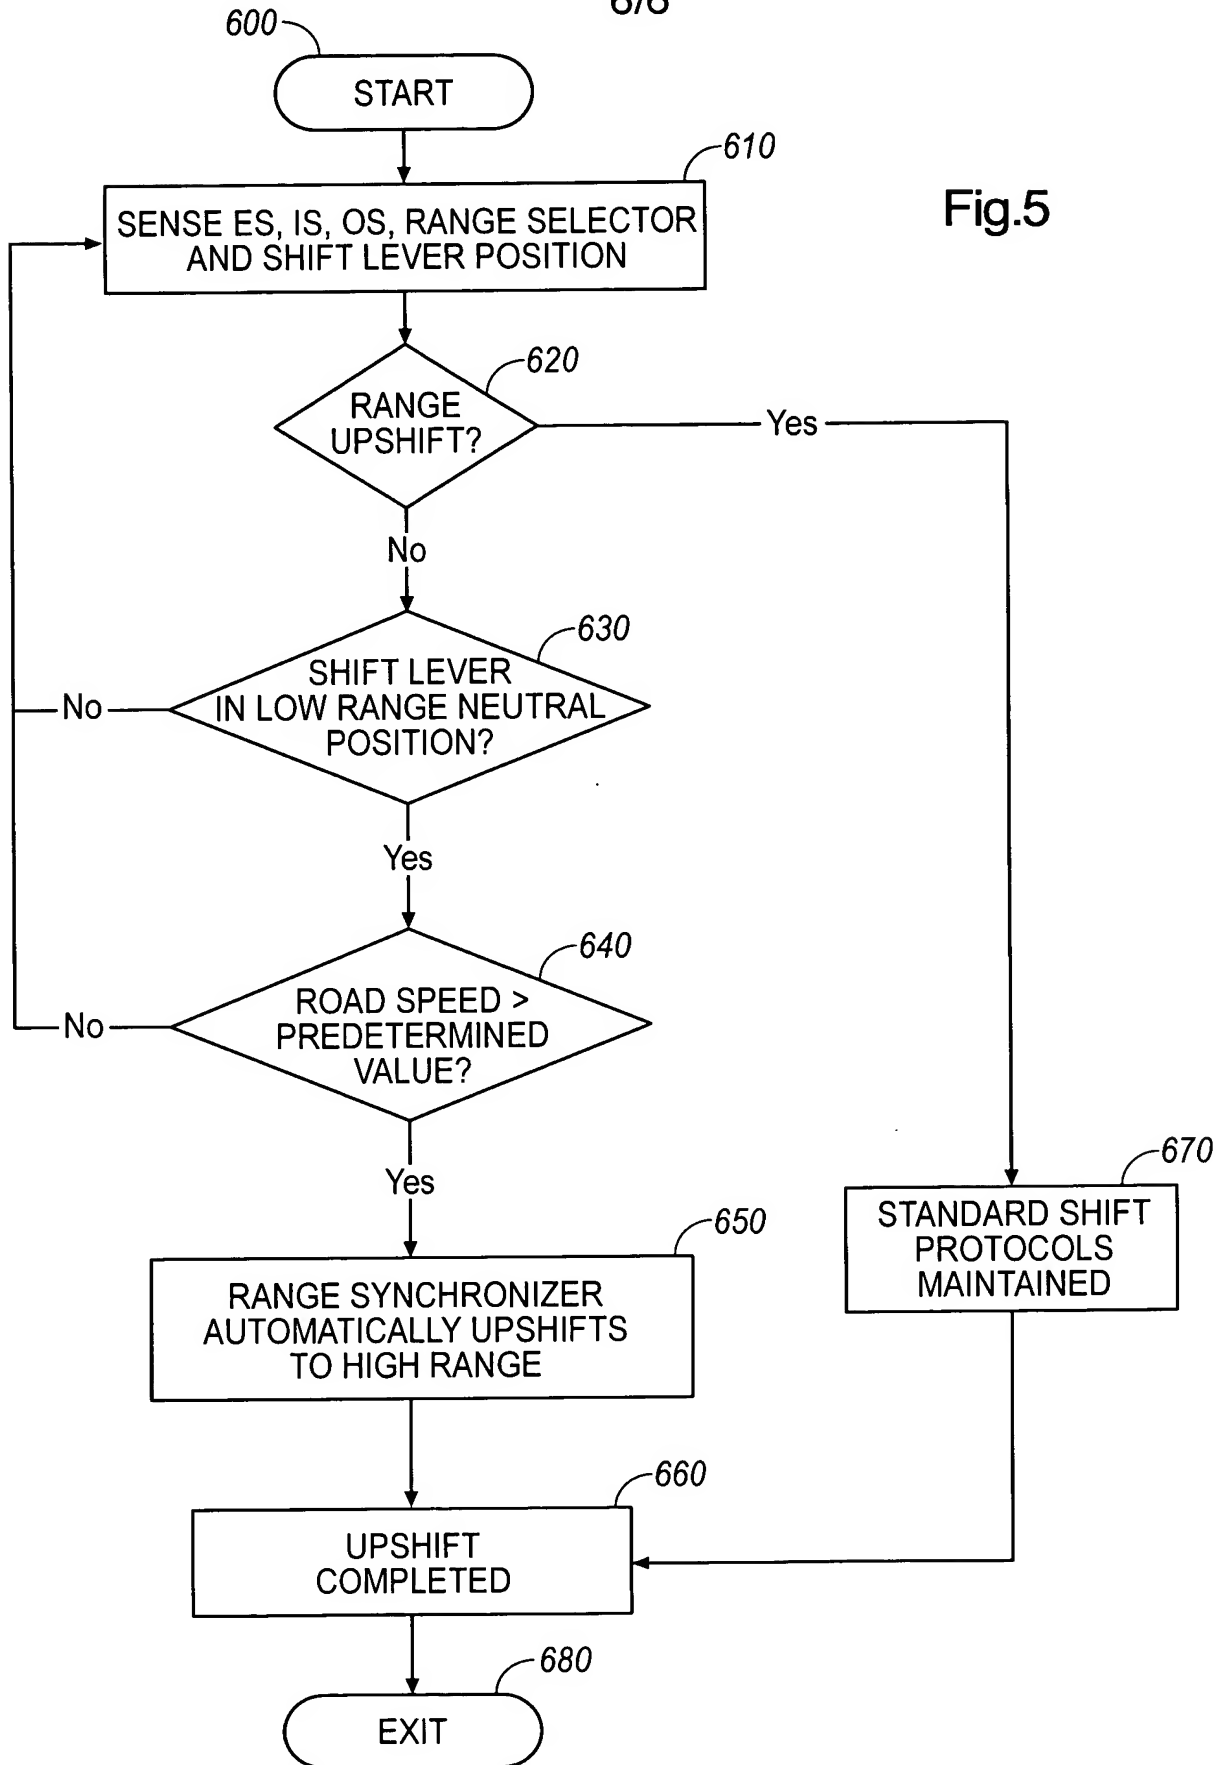 6/6
600
START
610
Fig.5
SENSE ES, IS, OS, RANGE SELECTOR
AND SHIFT LEVER POSITION
620
RANGE
UPSHIFT?
Yes
No
630
SHIFT LEVER
IN LOW RANGE NEUTRAL
POSITION?
No
Yes
640
ROAD SPEED >
PREDETERMINED
VALUE?
No
Yes
670
STANDARD SHIFT
PROTOCOLS
MAINTAINED
650
RANGE SYNCHRONIZER
AUTOMATICALLY UPSHIFTS
TO HIGH RANGE
660
UPSHIFT
COMPLETED
680
EXIT